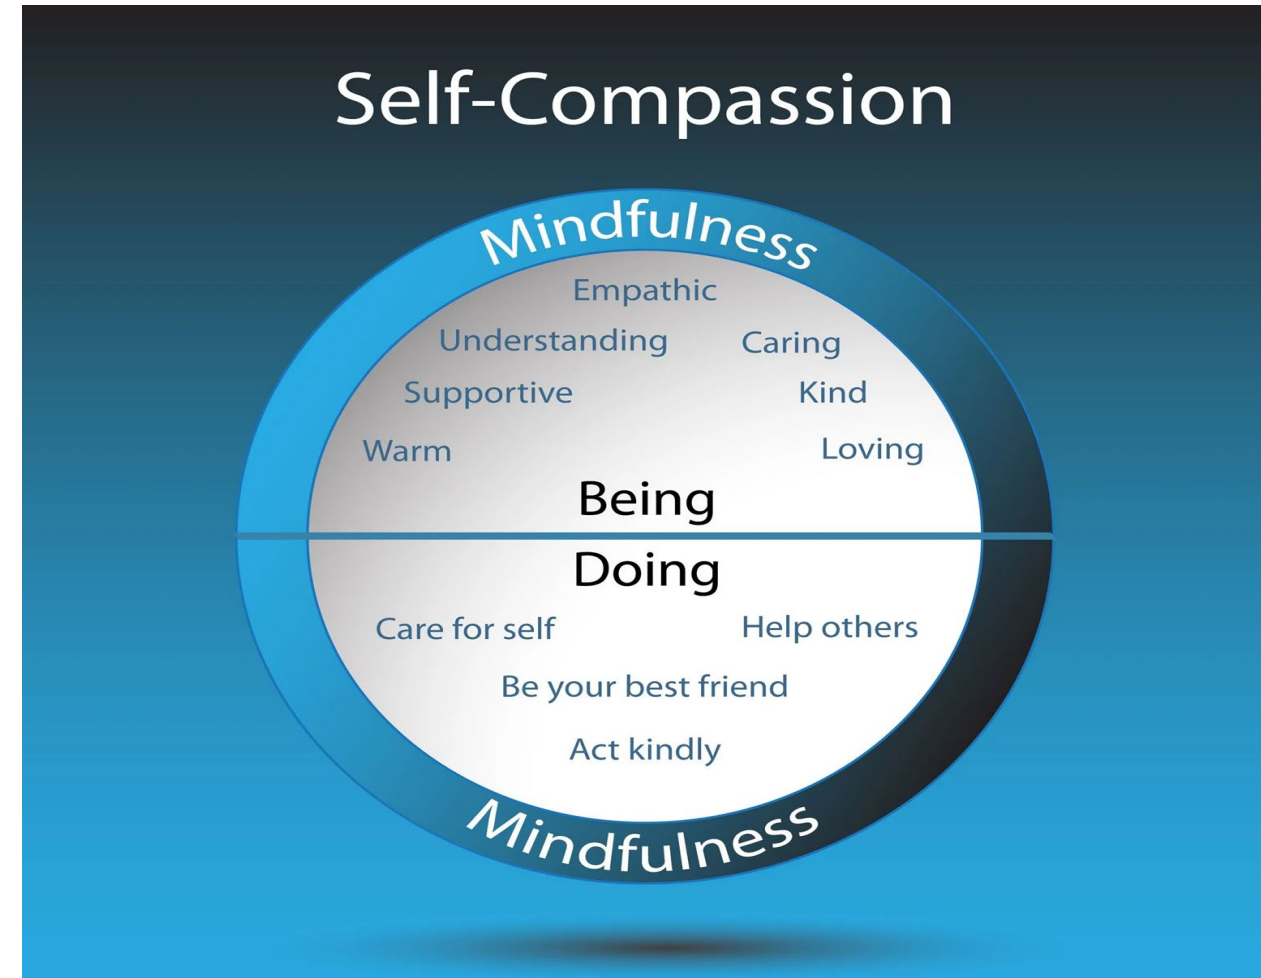 Self-Compassion
Mindfulness
Empathic
Understanding Caring
Supportive Kind
Warm Loving
Being
Doing
Care for self Help others
Be your best friend
Act kindly
Mindfulness